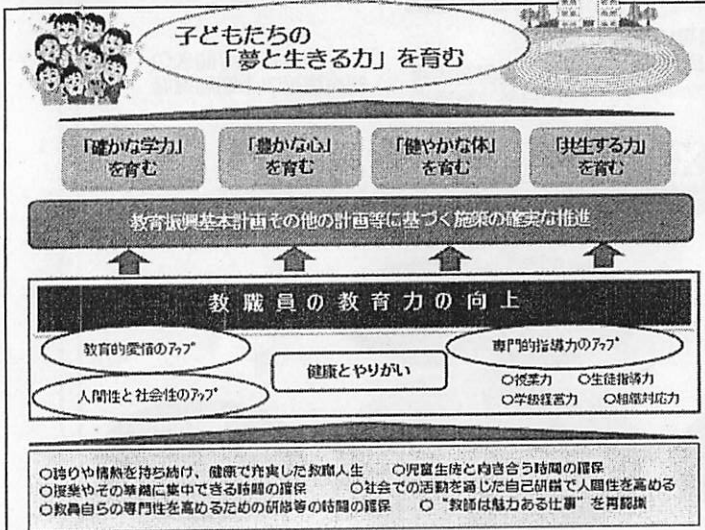 子どもたちの
「夢と生きる力」を育む
「確かな学力」
を育む
「豊かな心」
を育む
「健やかな体」
を育む
「共生する力」
を育む
教育振興基本計画その他の計画等に基づく施策の確実な推進
教職員の教育力の向上
教育的愛情のアップ
専門的指導力のアップ
健康とやりがい
人間性と社会性のアップ
○授業力 ○生徒指導力
○学級経営力 ○組織対応力
○誇りや情熱を持ち続け、健康で充実した教職人生 ○児童生徒と向き合う時間の確保
○授業やその準備に集中できる時間の確保 ○社会での活動を通じた自己研鑽で人間性を高める
○教員自らの専門性を高めるための研修等の時間の確保 ○“教師は魅力ある仕事”を再認識